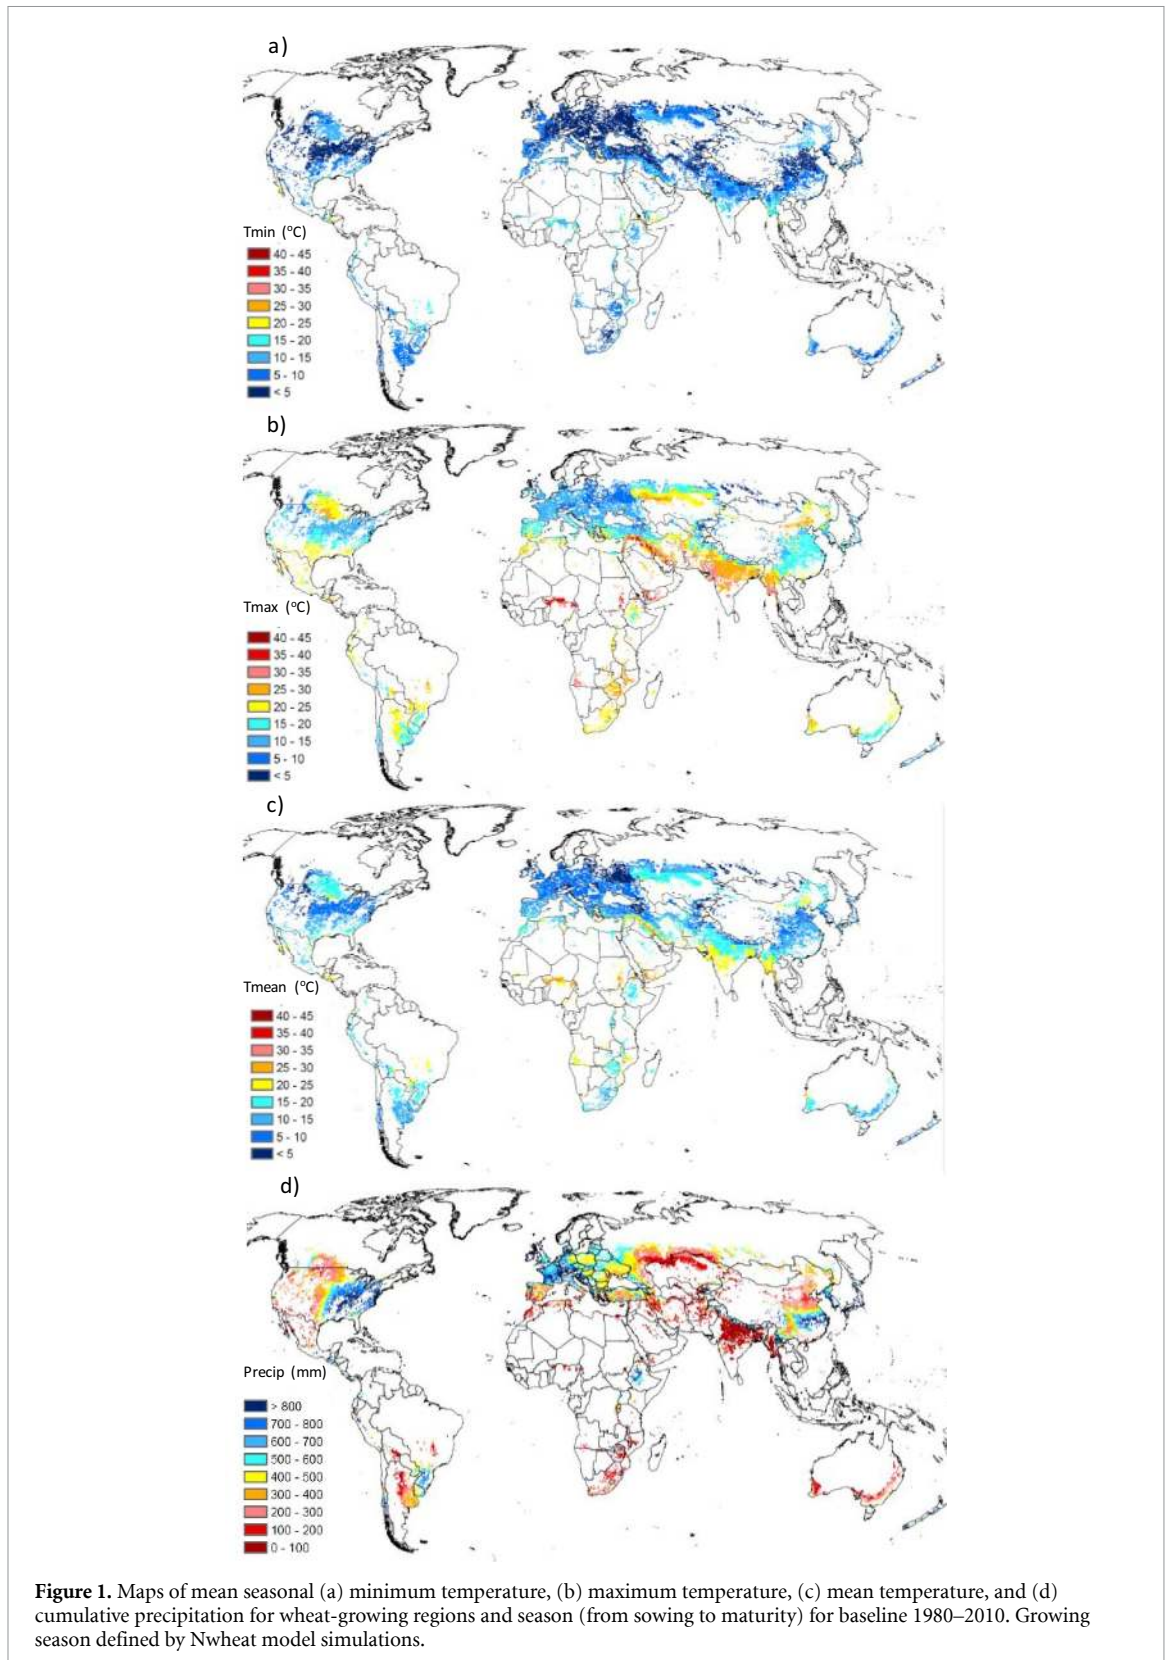 a)
Tmin (°C)
40 - 45
35 - 40
30 - 35
25 - 30
20 - 25
15 - 20
10 - 15
5 - 10
< 5
b)
Tmax (°C)
40 - 45
35 - 40
30 - 35
25 - 30
20 - 25
15 - 20
10 - 15
5 - 10
< 5
c)
Tmean (°C)
40 - 45
35 - 40
30 - 35
25 - 30
20 - 25
15 - 20
10 - 15
5 - 10
< 5
d)
Precip (mm)
> 800
700 - 800
600 - 700
500 - 600
400 - 500
300 - 400
200 - 300
100 - 200
0 - 100
Figure 1. Maps of mean seasonal (a) minimum temperature, (b) maximum temperature, (c) mean temperature, and (d)
cumulative precipitation for wheat-growing regions and season (from sowing to maturity) for baseline 1980–2010. Growing
season defined by Nwheat model simulations.